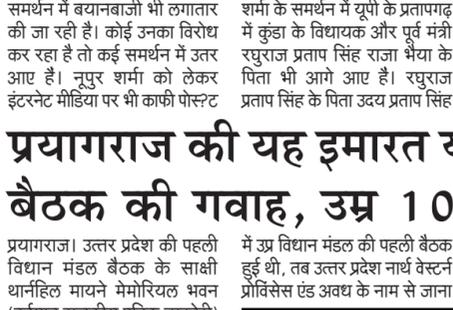 समर्थन में बयानबाजी भी लगातार
की जा रही है। कोई उनका विरोध
कर रहा है तो कई समर्थन में उतर
आए है। नूपुर शर्मा को लेकर
इंटरनेट मीडिया पर भी काफी पोस्?ट
शर्मा के समर्थन में यूपी के प्रतापगढ़
में कुंडा के विधायक और पूर्व मंत्री
रघुराज प्रताप सिंह राजा भैया के
पिता भी आगे आए है। रघुराज
प्रताप सिंह के पिता उदय प्रताप सिंह
प्रयागराज की यह इमारत
बैठक की गवाह, उम्र 10
प्रयागराज। उत्तर प्रदेश की पहली
विधान मंडल बैठक के साक्षी
थार्नहिल मायने मेमोरियल भवन
में उप्र विधान मंडल की पहली बैठक
हुई थी, तब उत्तर प्रदेश नार्थ वेस्टर्न
प्रोविंसेस एंड अवध के नाम से जाना